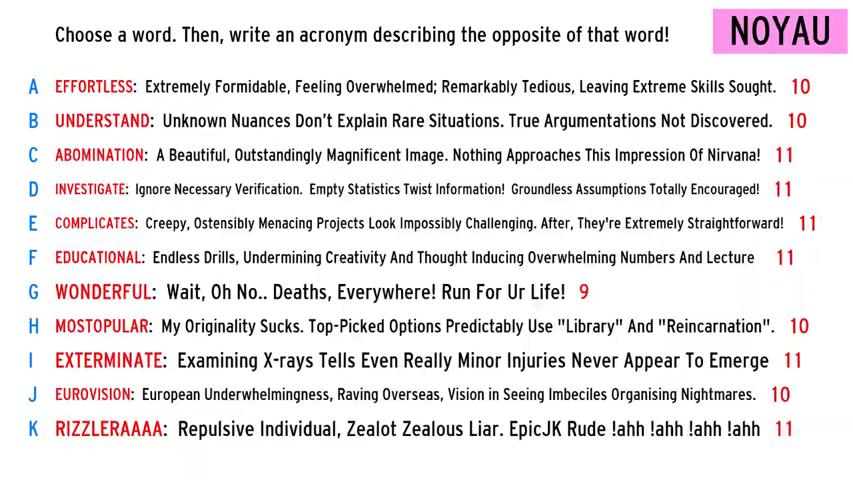 Choose a word. Then, write an acronym describing the opposite of that word!
NOYAU
A EFFORTLESS: Extremely Formidable, Feeling Overwhelmed; Remarkably Tedious, Leaving Extreme Skills Sought. 10
B UNDERSTAND: Unknown Nuances Don't Explain Rare Situations. True Argumentations Not Discovered. 10
C ABOMINATION: A Beautiful, Outstandingly Magnificent Image. Nothing Approaches This Impression Of Nirvana! 11
D INVESTIGATE: Ignore Necessary Verification. Empty Statistics Twist Information! Groundless Assumptions Totally Encouraged! 11
E COMPLICATES: Creepy, Ostensibly Menacing Projects Look Impossibly Challenging. After, They're Extremely Straightforward! 11
F EDUCATIONAL: Endless Drills, Undermining Creativity And Thought Inducing Overwhelming Numbers And Lecture 11
G WONDERFUL: Wait, Oh No.. Deaths, Everywhere! Run For Ur Life! 9
H MOSTOPULAR: My Originality Sucks. Top-Picked Options Predictably Use "Library" And "Reincarnation". 10
I EXTERMINATE: Examining X-rays Tells Even Really Minor Injuries Never Appear To Emerge 11
J EUROVISION: European Underwhelmingness, Raving Overseas, Vision in Seeing Imbeciles Organising Nightmares. 10
K RIZZLERAAAA: Repulsive Individual, Zealot Zealous Liar. EpicJK Rude !ahh !ahh !ahh !ahh 11